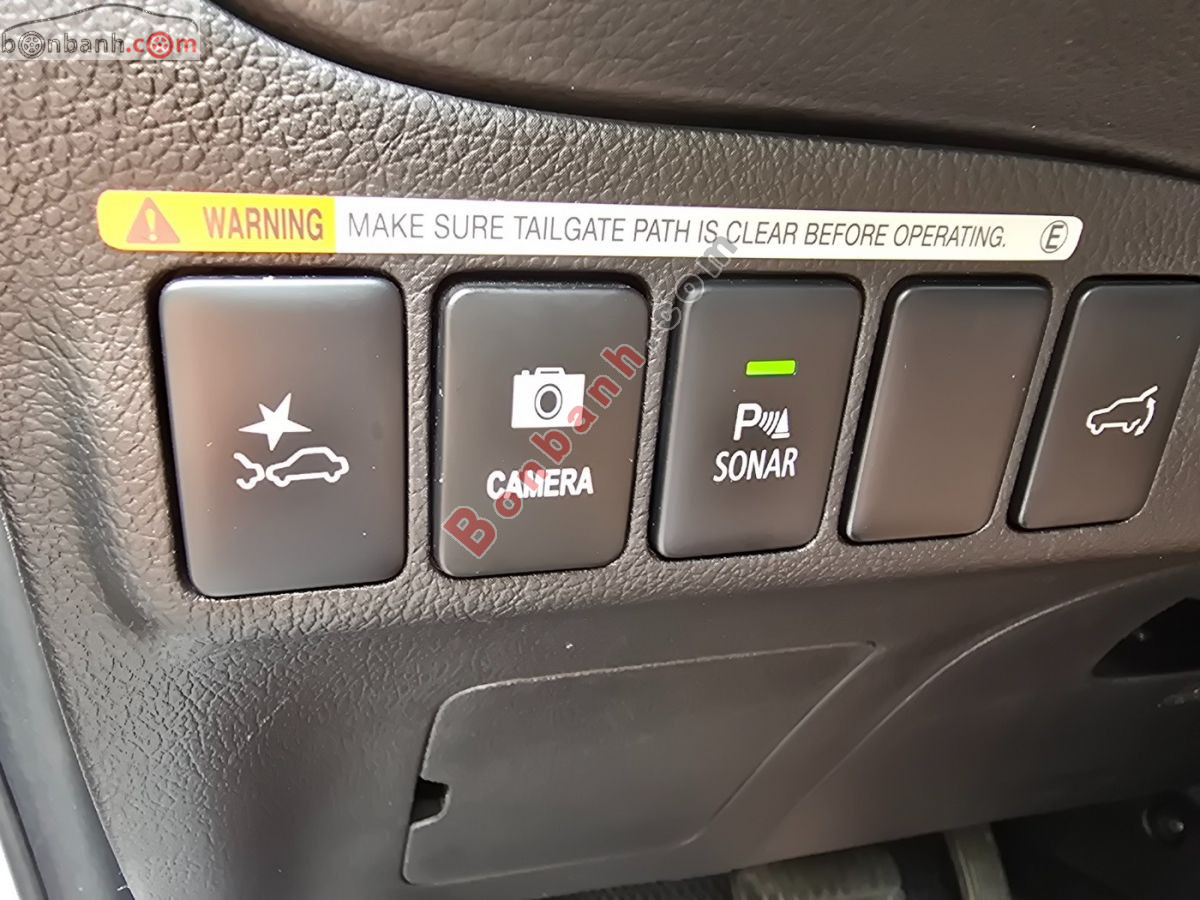 bonbanh.com
WARNING MAKE SURE TAILGATE PATH IS CLEAR BEFORE OPERATING. E
CAMERA
P
SONAR
Bonbanh.com